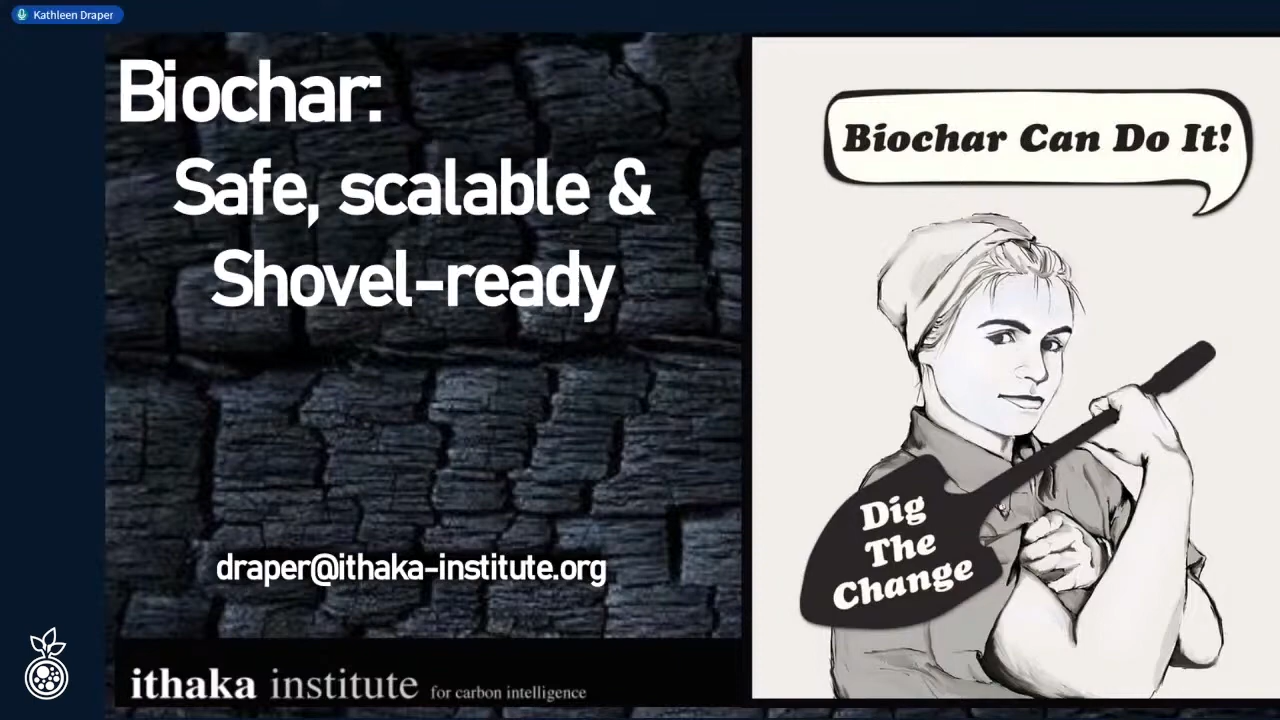 Kathleen Draper
Biochar:
Safe, scalable &
Shovel-ready
draper@ithaka-institute.org
ithaka institute for carbon intelligence
Biochar Can Do It!
Dig
The
Change